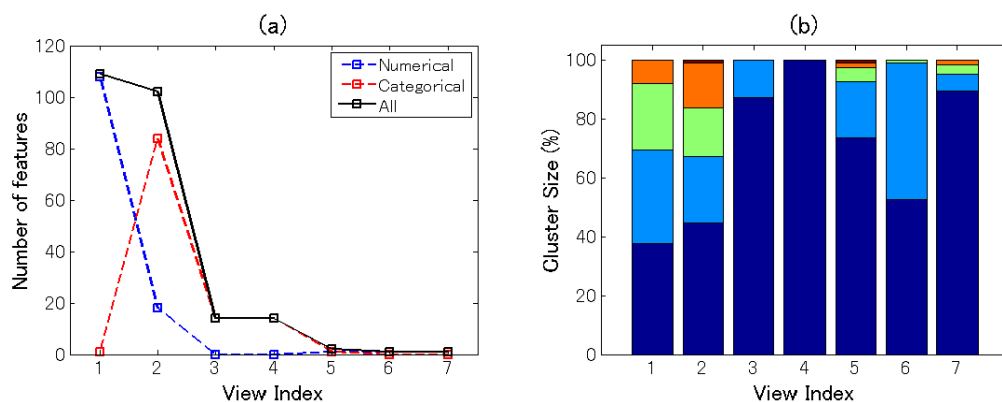 (a)
120
100
80
60
40
20
0
Number of features
Numerical
Categorical
All
1 2 3 4 5 6 7
View Index
(b)
100
80
60
40
20
0
Cluster Size (%)
1 2 3 4 5 6 7
View Index